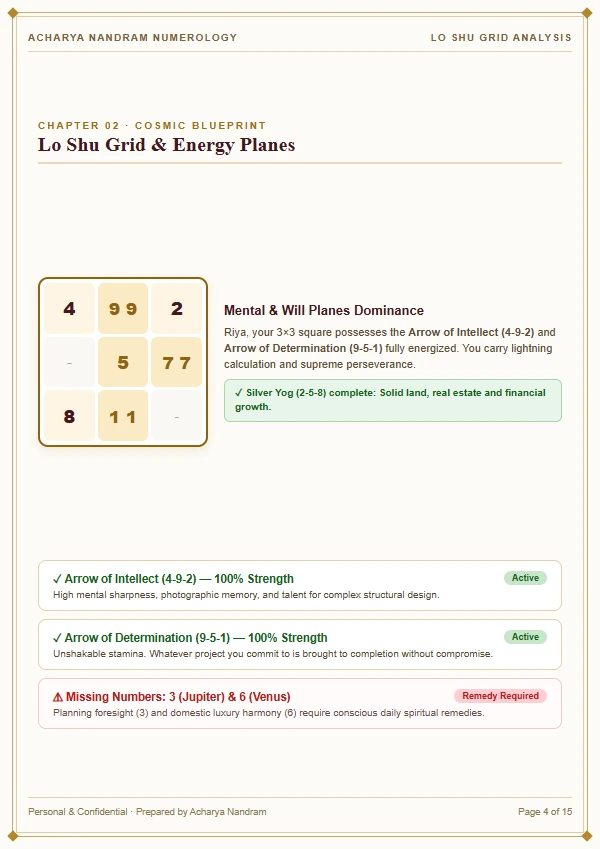 ACHARYA NANDRAM NUMEROLOGY
LO SHU GRID ANALYSIS
CHAPTER 02 · COSMIC BLUEPRINT
Lo Shu Grid & Energy Planes
4 9 9 2
- 5 7 7
8 1 1 -
Mental & Will Planes Dominance
Riya, your 3×3 square possesses the Arrow of Intellect (4-9-2) and
Arrow of Determination (9-5-1) fully energized. You carry lightning
calculation and supreme perseverance.
✓ Silver Yog (2-5-8) complete: Solid land, real estate and financial
growth.
✓ Arrow of Intellect (4-9-2) — 100% Strength
Active
High mental sharpness, photographic memory, and talent for complex structural design.
✓ Arrow of Determination (9-5-1) — 100% Strength
Active
Unshakable stamina. Whatever project you commit to is brought to completion without compromise.
⚠ Missing Numbers: 3 (Jupiter) & 6 (Venus)
Remedy Required
Planning foresight (3) and domestic luxury harmony (6) require conscious daily spiritual remedies.
Personal & Confidential · Prepared by Acharya Nandram
Page 4 of 15